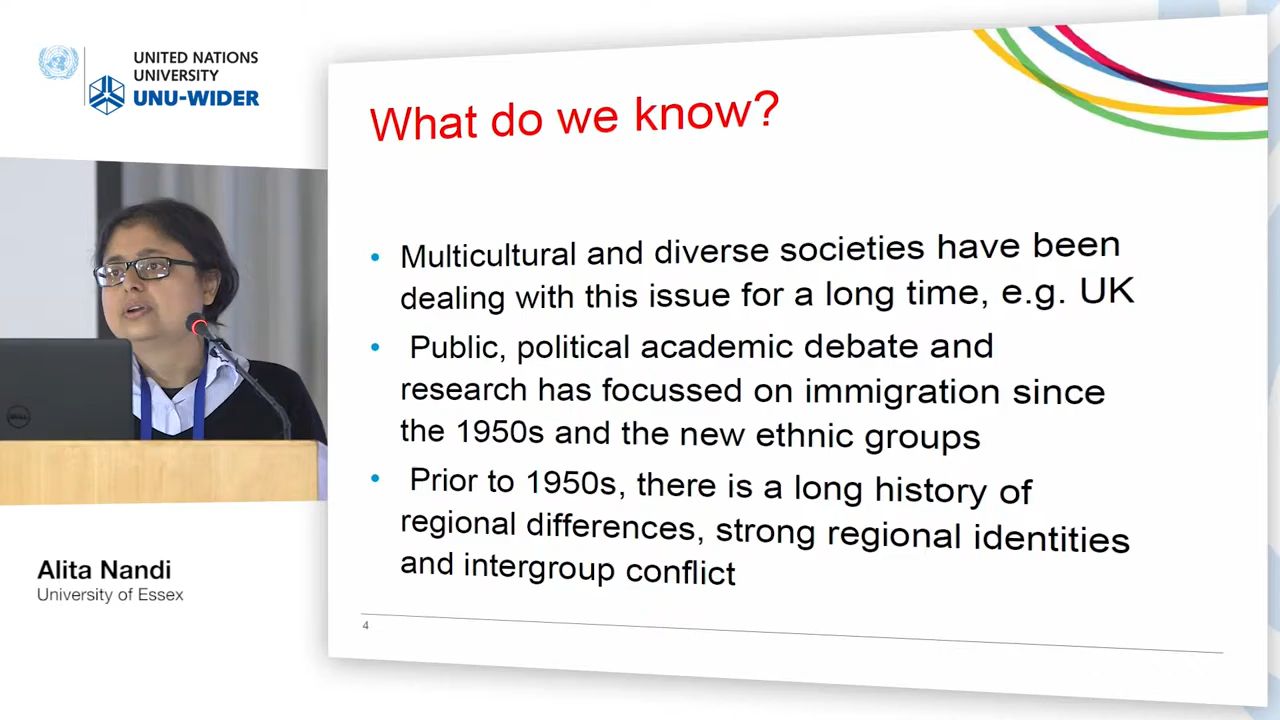 UNITED NATIONS
UNIVERSITY
UNU-WIDER
What do we know?
• Multicultural and diverse societies have been
dealing with this issue for a long time, e.g. UK
• Public, political academic debate and
research has focussed on immigration since
the 1950s and the new ethnic groups
• Prior to 1950s, there is a long history of
regional differences, strong regional identities
and intergroup conflict
4
DELL
Alita Nandi
University of Essex